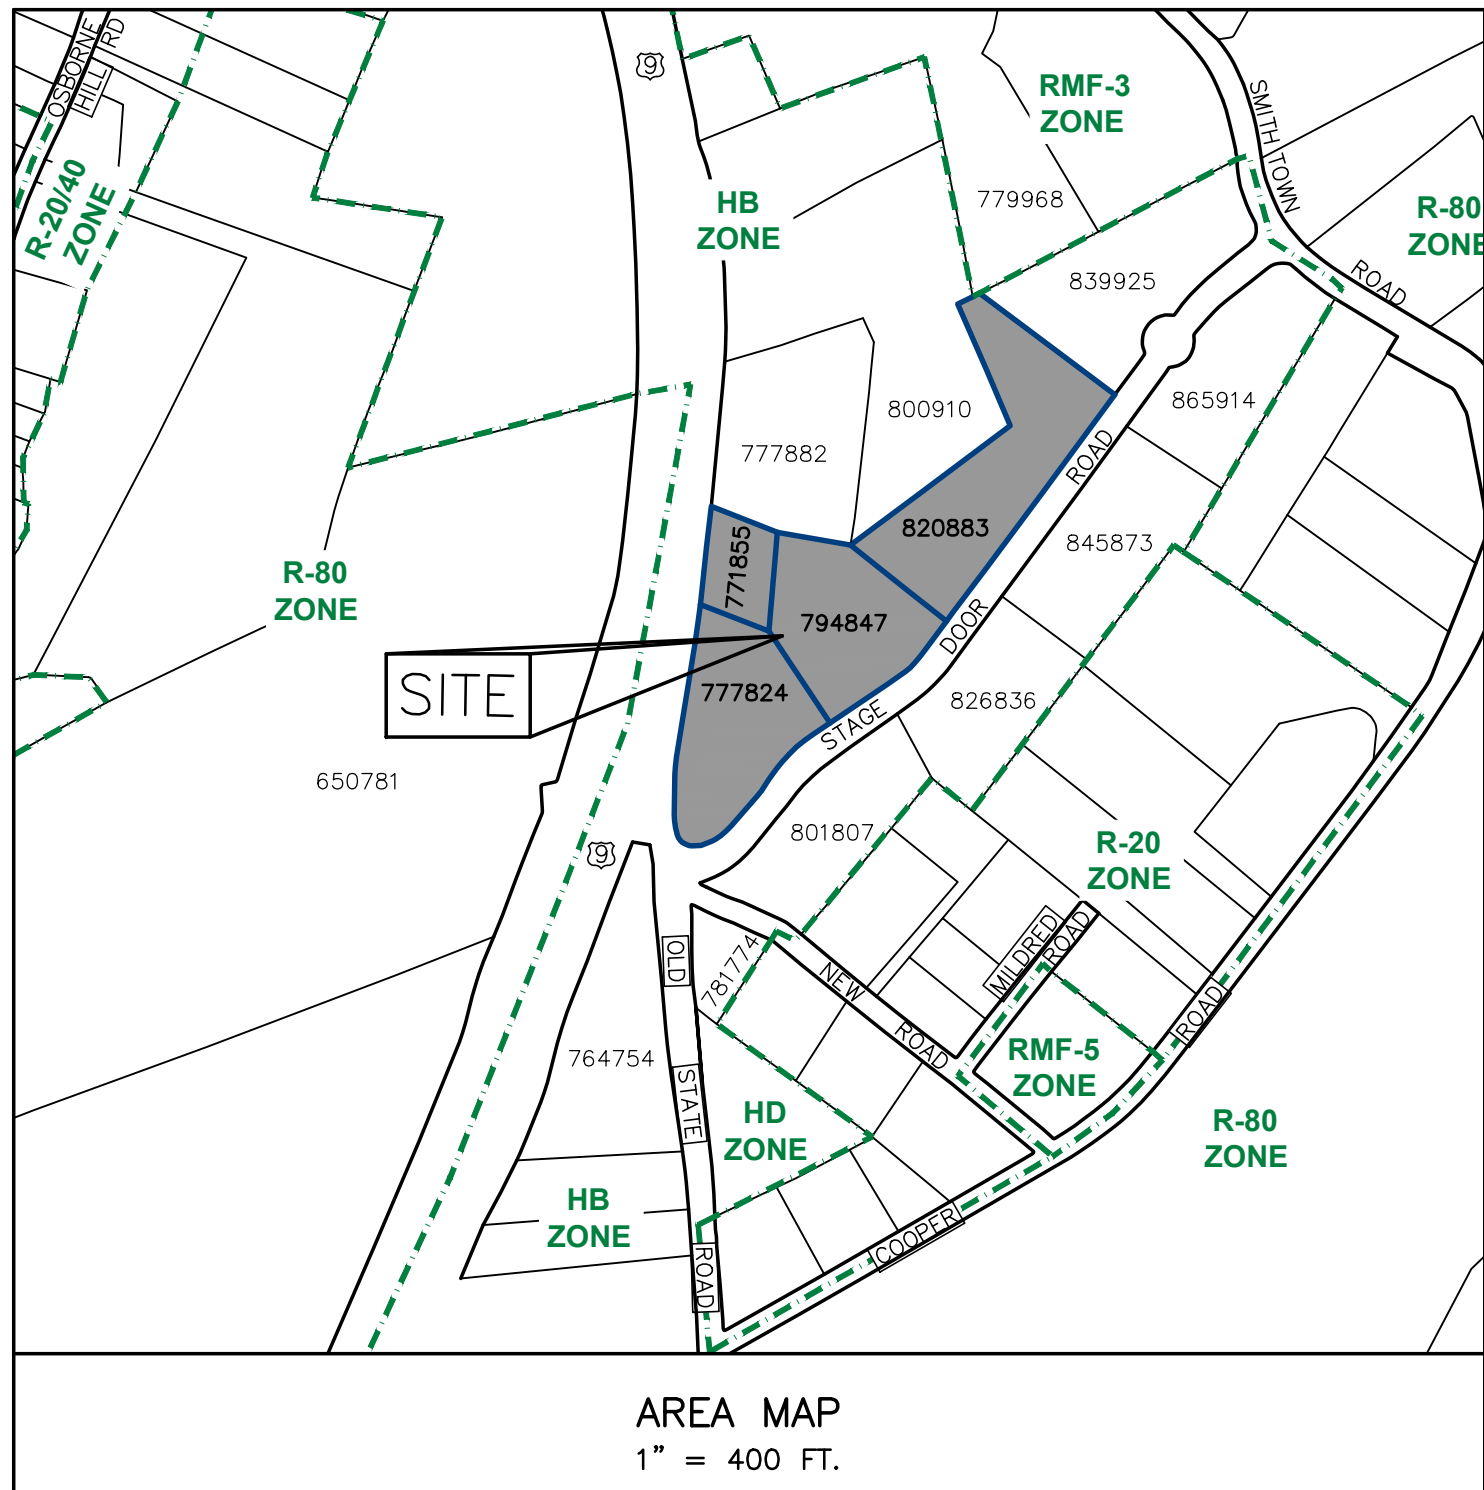 OSBORNE
HILL
RD
9
RMF-3
ZONE
SMITHTOWN
ROAD
R-20/40
ZONE
HB
ZONE
779968
R-80
ZONE
839925
865914
800910
777882
ROAD
820883
771855
845873
R-80
ZONE
794847
DOOR
SITE
777824
826836
STAGE
650781
801807
R-20
ZONE
9
MILDRED
ROAD
OLD
781774
NEW
ROAD
ROAD
764754
STATE
RMF-5
ZONE
HD
ZONE
R-80
ZONE
HB
ZONE
COOPER
ROAD
AREA MAP
1" = 400 FT.